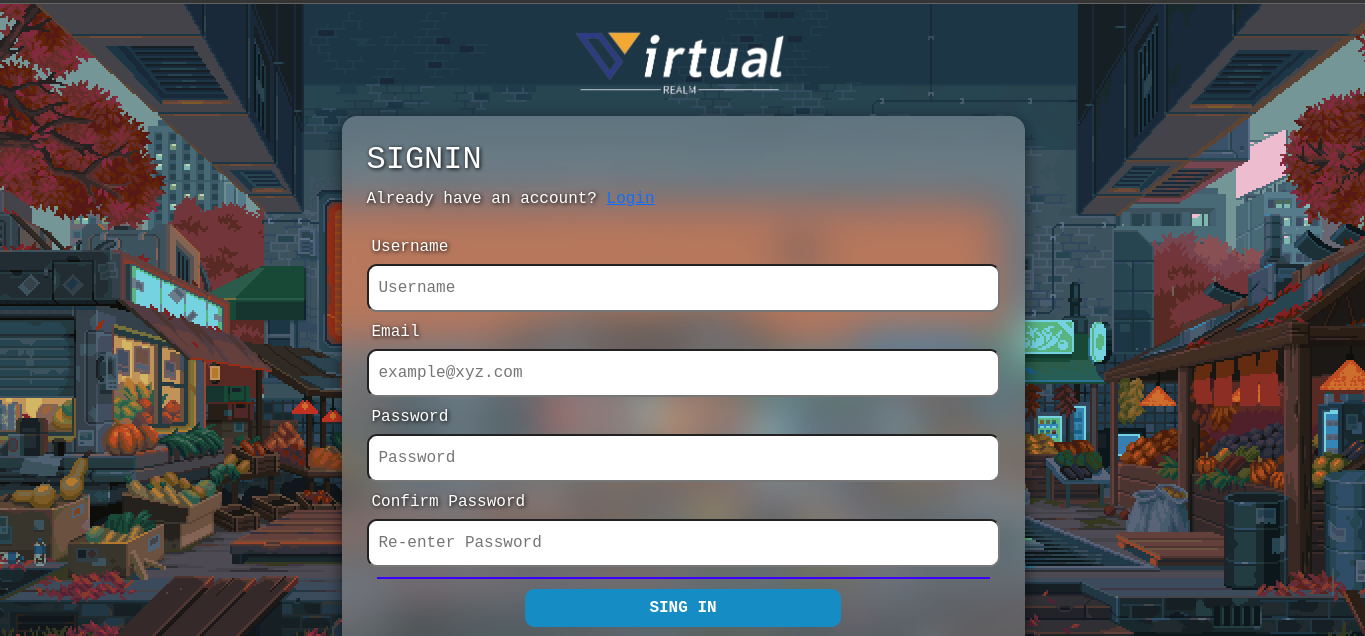 Virtual
REALM
SIGNIN
Already have an account? Login
Username
Username
Email
example@xyz.com
Password
Password
Confirm Password
Re-enter Password
SING IN